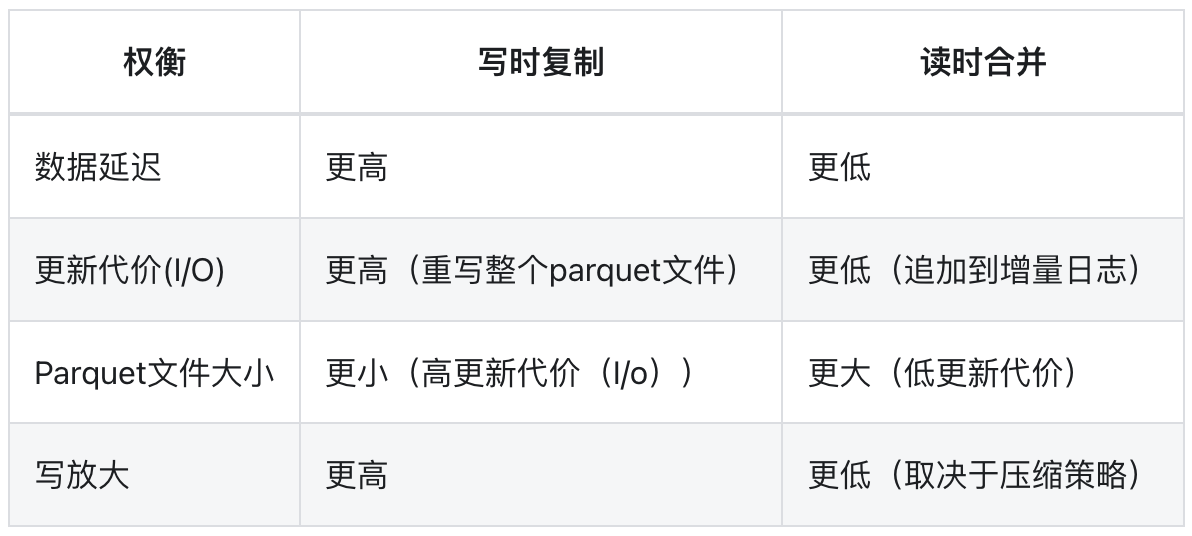 权衡 写时复制 读时合并
数据延迟 更高 更低
更新代价(I/O) 更高（重写整个parquet文件） 更低（追加到增量日志）
Parquet文件大小 更小（高更新代价（I/o）） 更大（低更新代价）
写放大 更高 更低（取决于压缩策略）